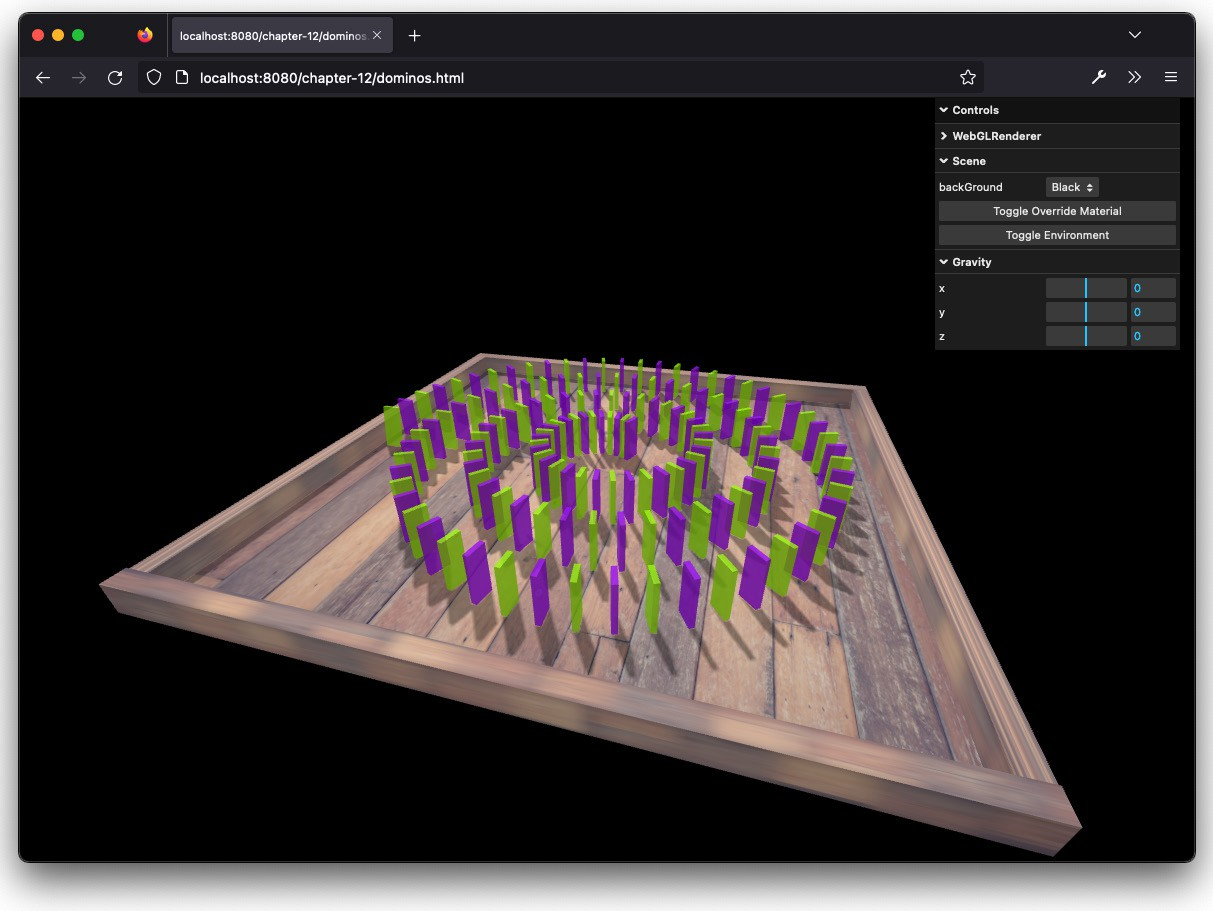 localhost:8080/chapter-12/dominos.
localhost:8080/chapter-12/dominos.html
Controls
WebGLRenderer
Scene
backGround Black
Toggle Override Material
Toggle Environment
Gravity
x 0
y 0
z 0